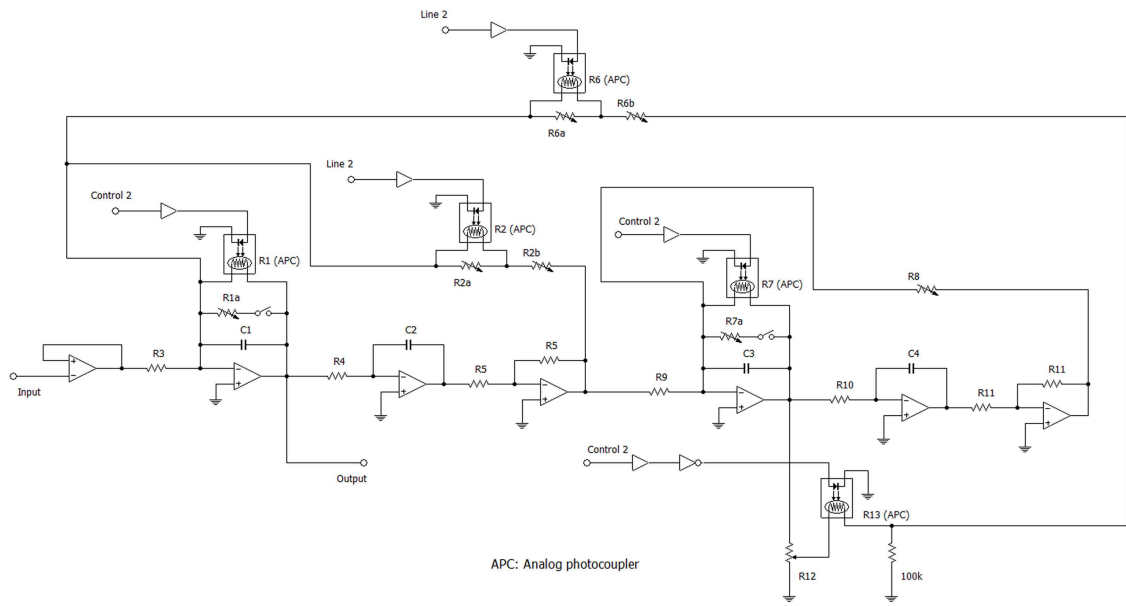 Line 2
R6 (APC)
R6b
R6a
Line 2
Control 2
R2 (APC)
Control 2
R1 (APC)
R2b
R2a
R7 (APC)
R8
R1a
R7a
C1
C2
C3
C4
R3
R4
R5
R5
R9
R10
R11
R11
Input
Output
Control 2
R13 (APC)
APC: Analog photocoupler
R12
100k